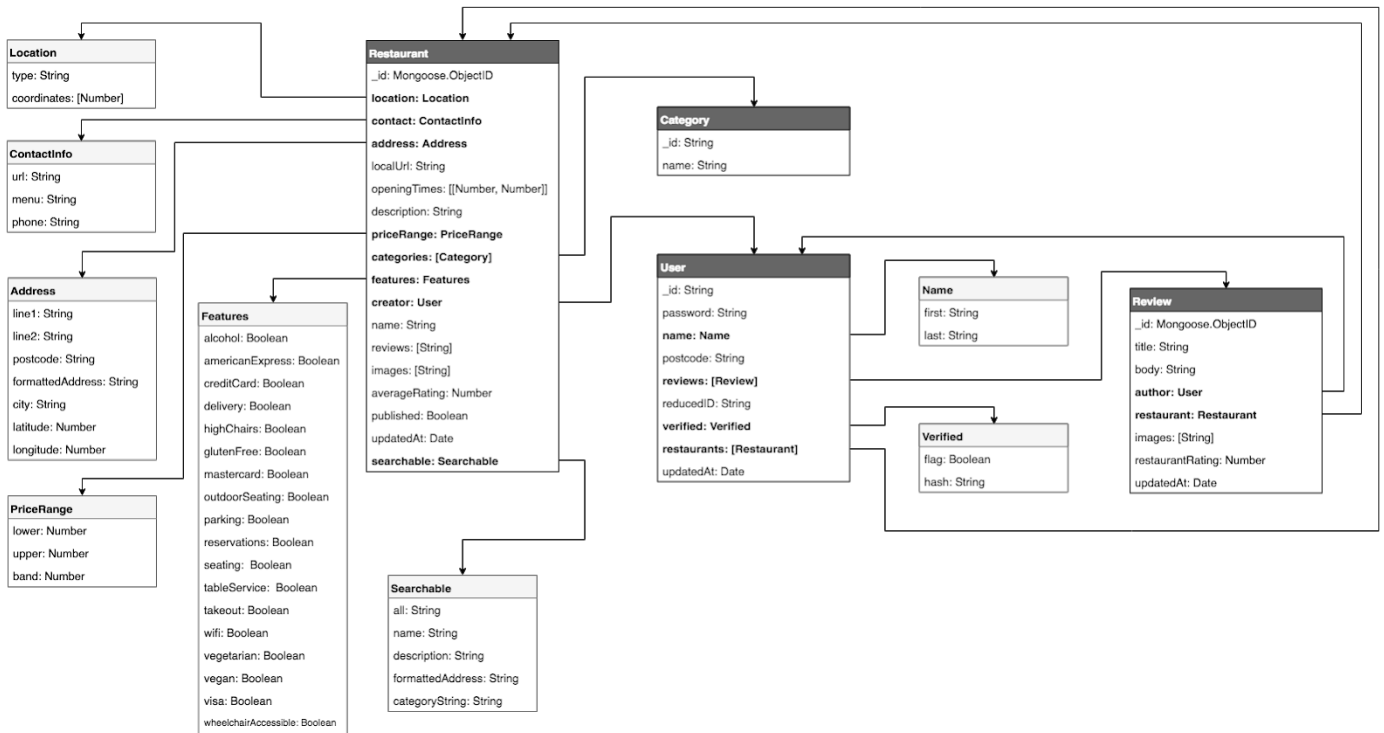 Location
type: String
coordinates: [Number]
ContactInfo
url: String
menu: String
phone: String
Address
line1: String
line2: String
postcode: String
formattedAddress: String
city: String
latitude: Number
longitude: Number
PriceRange
lower: Number
upper: Number
band: Number
Features
alcohol: Boolean
americanExpress: Boolean
creditCard: Boolean
delivery: Boolean
highChairs: Boolean
glutenFree: Boolean
mastercard: Boolean
outdoorSeating: Boolean
parking: Boolean
reservations: Boolean
seating: Boolean
tableService: Boolean
takeout: Boolean
wifi: Boolean
vegetarian: Boolean
vegan: Boolean
visa: Boolean
wheelchairAccessible: Boolean
Restaurant
_id: Mongoose.ObjectID
location: Location
contact: ContactInfo
address: Address
localUrl: String
openingTimes: [[Number, Number]]
description: String
priceRange: PriceRange
categories: [Category]
features: Features
creator: User
name: String
reviews: [String]
images: [String]
averageRating: Number
published: Boolean
updatedAt: Date
searchable: Searchable
Searchable
all: String
name: String
description: String
formattedAddress: String
categoryString: String
Category
_id: String
name: String
User
_id: String
password: String
name: Name
postcode: String
reviews: [Review]
reducedID: String
verified: Verified
restaurants: [Restaurant]
updatedAt: Date
Name
first: String
last: String
Verified
flag: Boolean
hash: String
Review
_id: Mongoose.ObjectID
title: String
body: String
author: User
restaurant: Restaurant
images: [String]
restaurantRating: Number
updatedAt: Date